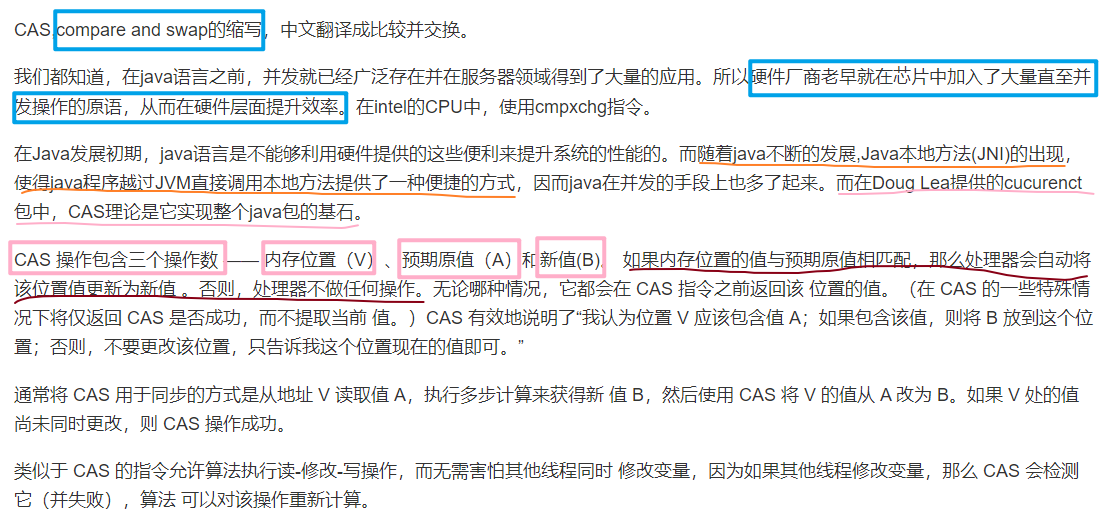 CAS,compare and swap的缩写，中文翻译成比较并交换。
我们都知道，在java语言之前，并发就已经广泛存在并在服务器领域得到了大量的应用。所以硬件厂商老早就在芯片中加入了大量直至并
发操作的原语，从而在硬件层面提升效率。在intel的CPU中，使用cmpxchg指令。
在Java发展初期，java语言是不能够利用硬件提供的这些便利来提升系统的性能的。而随着java不断的发展,Java本地方法(JNI)的出现，
使得java程序越过JVM直接调用本地方法提供了一种便捷的方式，因而java在并发的手段上也多了起来。而在Doug Lea提供的cucurenct
包中，CAS理论是它实现整个java包的基石。
CAS 操作包含三个操作数 —— 内存位置（V）、预期原值（A）和新值(B)。 如果内存位置的值与预期原值相匹配，那么处理器会自动将
该位置值更新为新值 。否则，处理器不做任何操作。无论哪种情况，它都会在 CAS 指令之前返回该 位置的值。（在 CAS 的一些特殊情
况下将仅返回 CAS 是否成功，而不提取当前 值。）CAS 有效地说明了“我认为位置 V 应该包含值 A；如果包含该值，则将 B 放到这个位
置；否则，不要更改该位置，只告诉我这个位置现在的值即可。”
通常将 CAS 用于同步的方式是从地址 V 读取值 A，执行多步计算来获得新 值 B，然后使用 CAS 将 V 的值从 A 改为 B。如果 V 处的值
尚未同时更改，则 CAS 操作成功。
类似于 CAS 的指令允许算法执行读-修改-写操作，而无需害怕其他线程同时 修改变量，因为如果其他线程修改变量，那么 CAS 会检测
它（并失败），算法 可以对该操作重新计算。